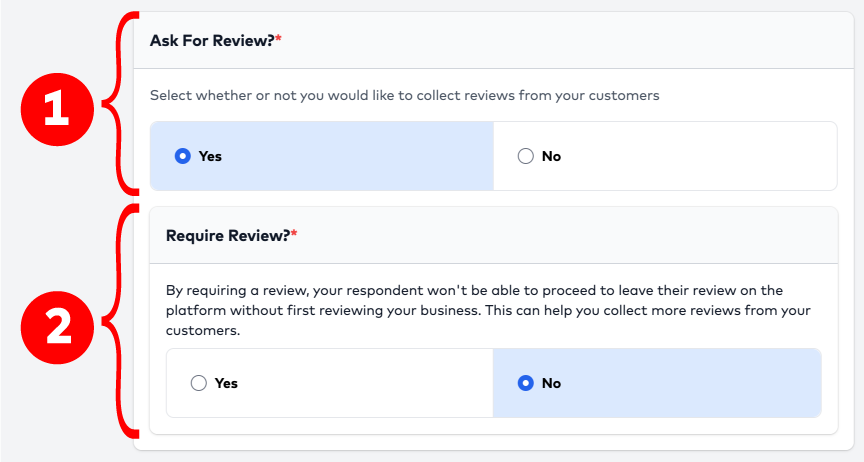 1
Ask For Review?*
Select whether or not you would like to collect reviews from your customers
Yes
No
2
Require Review?*
By requiring a review, your respondent won't be able to proceed to leave their review on the
platform without first reviewing your business. This can help you collect more reviews from your
customers.
Yes
No